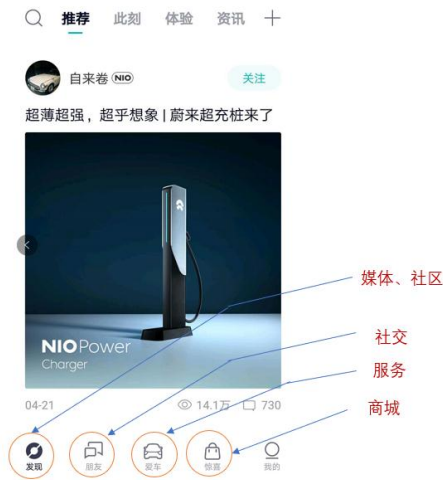 推荐 此刻 体验 资讯
自来卷 NIO
关注
超薄超强，超乎想象 | 蔚来超充桩来了
媒体、社区
社交
服务
商城
NIO Power
Charger
04-21 14.1万 730
发现 朋友 爱车 惊喜 我的